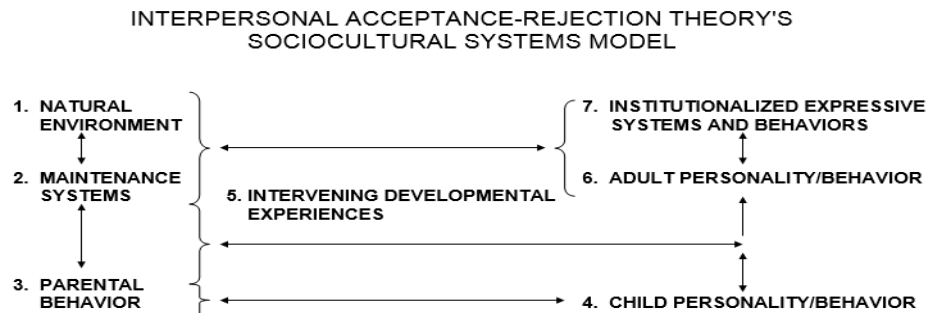 INTERPERSONAL ACCEPTANCE-REJECTION THEORY'S
SOCIOCULTURAL SYSTEMS MODEL
1. NATURAL
ENVIRONMENT
2. MAINTENANCE
SYSTEMS
3. PARENTAL
BEHAVIOR
5. INTERVENING DEVELOPMENTAL
EXPERIENCES
7. INSTITUTIONALIZED EXPRESSIVE
SYSTEMS AND BEHAVIORS
6. ADULT PERSONALITY/BEHAVIOR
4. CHILD PERSONALITY/BEHAVIOR